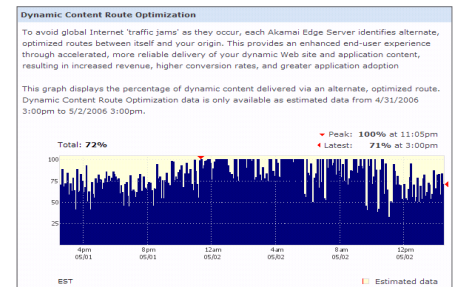 Dynamic Content Route Optimization
To avoid global Internet 'traffic jams' as they occur, each Akamai Edge Server identifies alternate,
optimized routes between itself and your origin. This provides an enhanced end-user experience
through accelerated, more reliable delivery of your dynamic Web site and application content,
resulting in increased revenue, higher conversion rates, and greater application adoption
This graph displays the percentage of dynamic content delivered via an alternate, optimized route.
Dynamic Content Route Optimization data is only available as estimated data from 4/31/2006
3:00pm to 5/2/2006 3:00pm.
Peak: 100% at 11:05pm
Total: 72%
Latest: 71% at 3:00pm
100
75
50
25
4pm 8pm 12am 4am 8am 12pm
05/01 05/01 05/02 05/02 05/02 05/02
EST
Estimated data